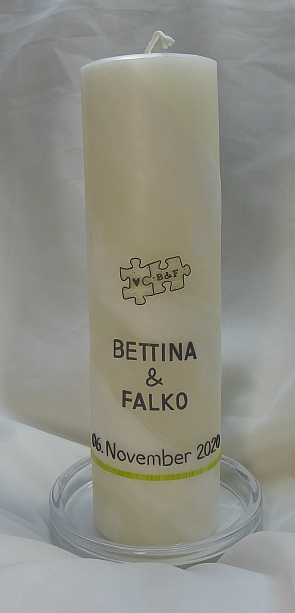 B&F
BETTINA
&
FALKO
06. November 2020